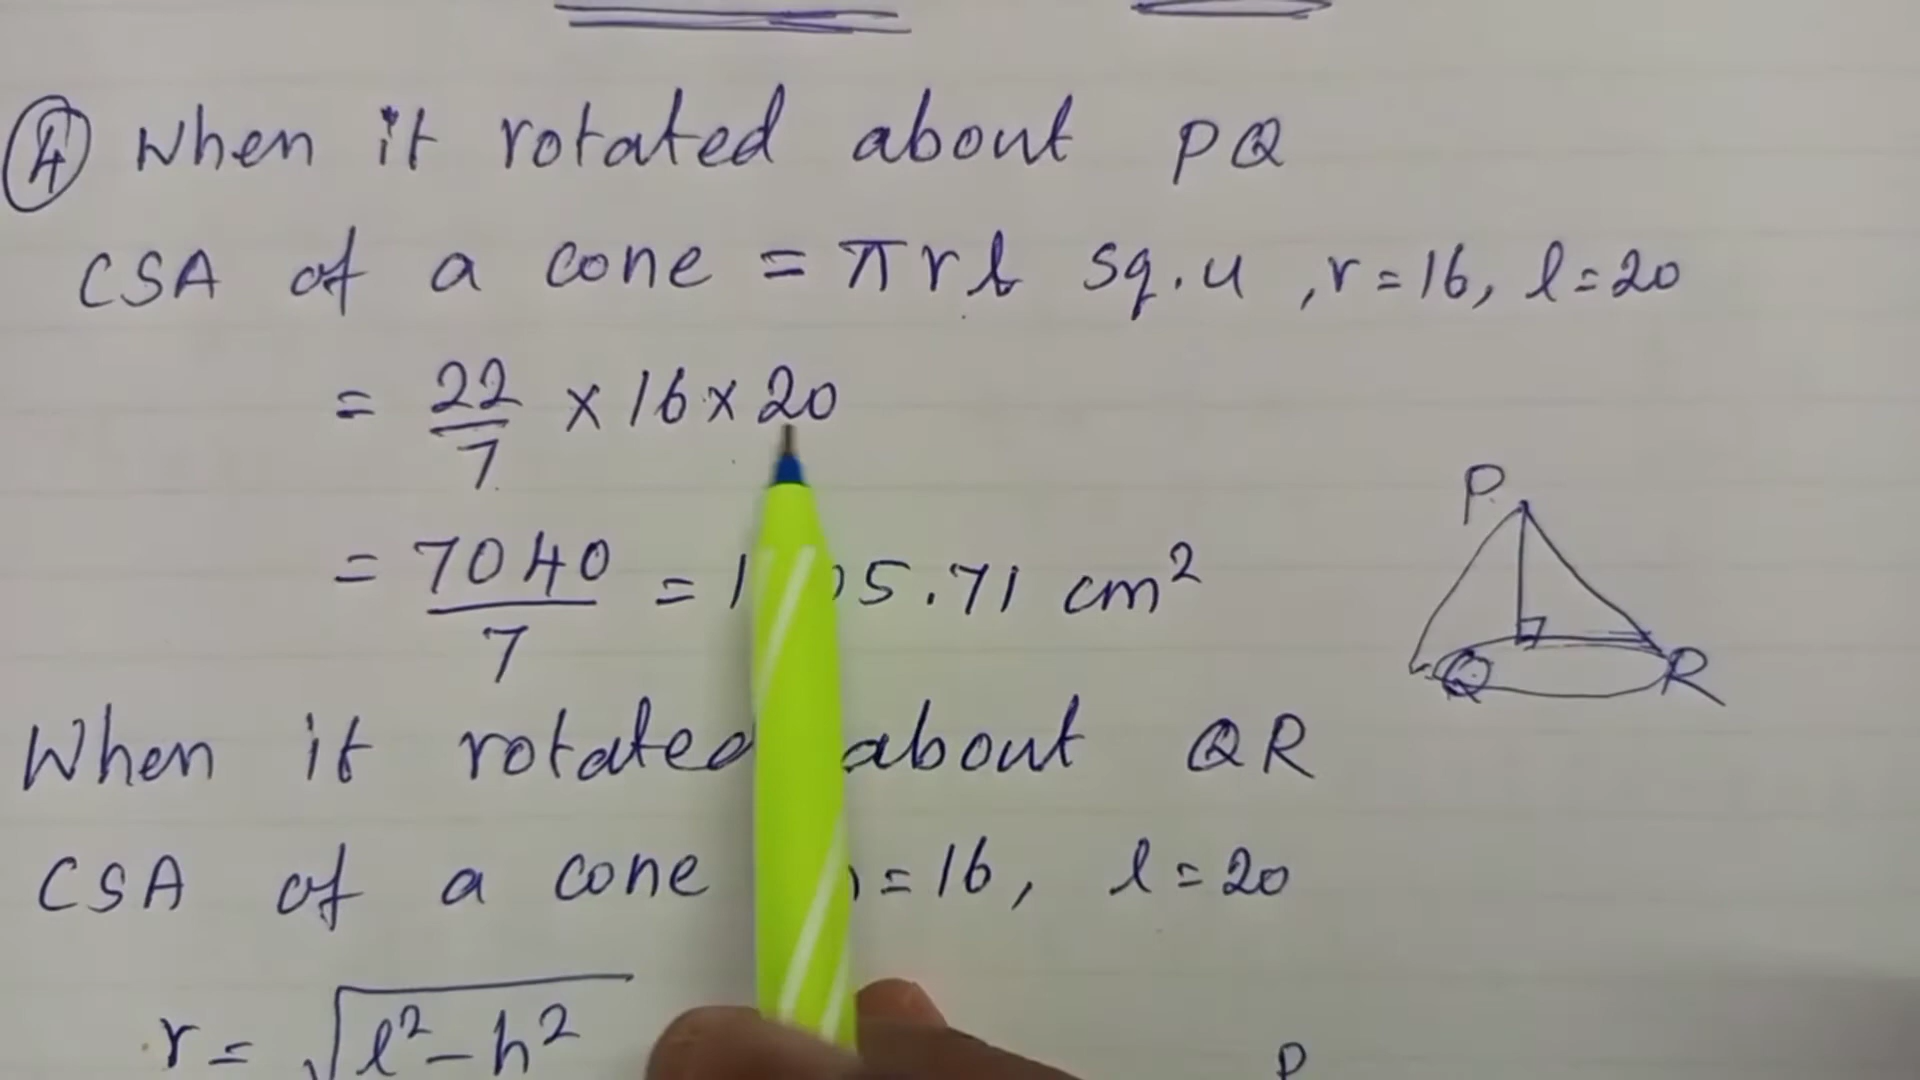 4 When it rotated about PQ
CSA of a cone = πrl sq.u , r=16, l=20
= 22/7 × 16 × 20
= 7040/7 = 1 05.71 cm²
P
Q R
When it rotated about QR
CSA of a cone =16, l=20
r = √l²-h²
P